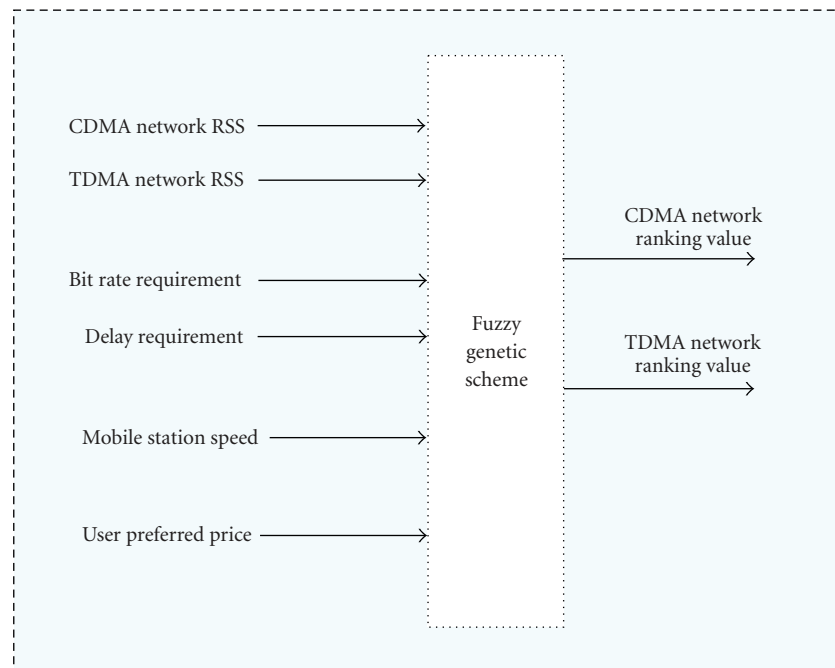 CDMA network RSS
TDMA network RSS
Bit rate requirement
Delay requirement
Mobile station speed
User preferred price
Fuzzy
genetic
scheme
CDMA network
ranking value
TDMA network
ranking value